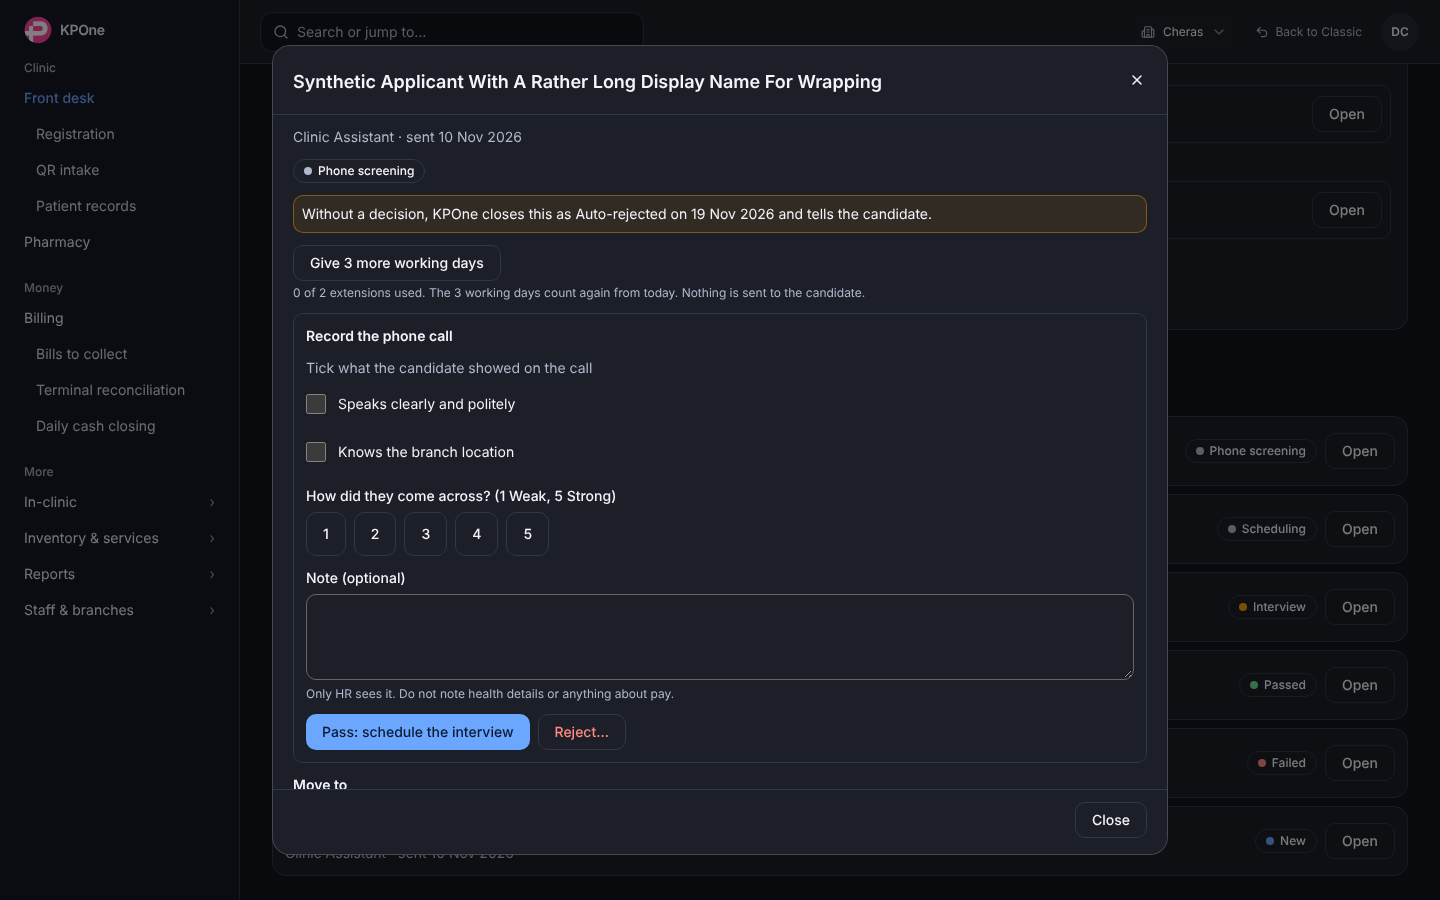 KPOne
Search or jump to...
Cheras
Back to Classic
DC
Clinic
Front desk
Registration
QR intake
Patient records
Pharmacy
Money
Billing
Bills to collect
Terminal reconciliation
Daily cash closing
More
In-clinic
Inventory & services
Reports
Staff & branches
Synthetic Applicant With A Rather Long Display Name For Wrapping
Clinic Assistant · sent 10 Nov 2026
Phone screening
Without a decision, KPOne closes this as Auto-rejected on 19 Nov 2026 and tells the candidate.
Give 3 more working days
0 of 2 extensions used. The 3 working days count again from today. Nothing is sent to the candidate.
Record the phone call
Tick what the candidate showed on the call
Speaks clearly and politely
Knows the branch location
How did they come across? (1 Weak, 5 Strong)
1 2 3 4 5
Note (optional)
Only HR sees it. Do not note health details or anything about pay.
Pass: schedule the interview
Reject...
Move to
Close
Open
Open
Phone screening Open
Scheduling Open
Interview Open
Passed Open
Failed Open
New Open
Clinic Assistant · sent 10 Nov 2026